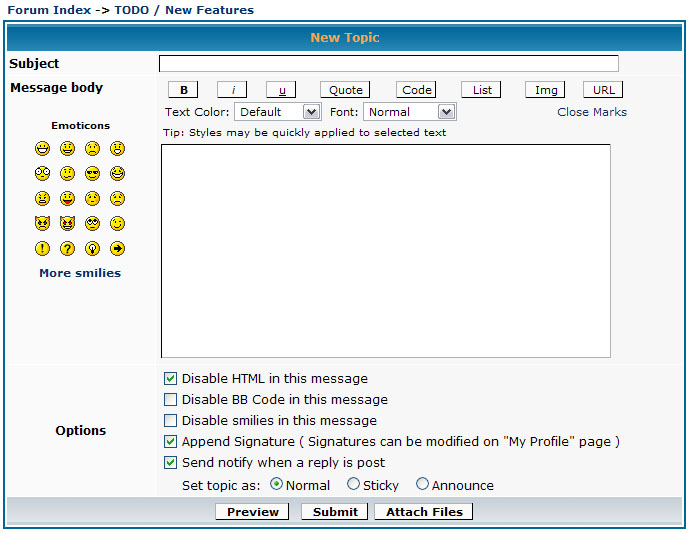 Forum Index -> TODO / New Features
New Topic
Subject
Message body
B i u Quote Code List Img URL
Text Color: Default Font: Normal Close Marks
Tip: Styles may be quickly applied to selected text
Emoticons
More smilies
Options
Disable HTML in this message
Disable BB Code in this message
Disable smilies in this message
Append Signature ( Signatures can be modified on "My Profile" page )
Send notify when a reply is post
Set topic as: Normal Sticky Announce
Preview Submit Attach Files